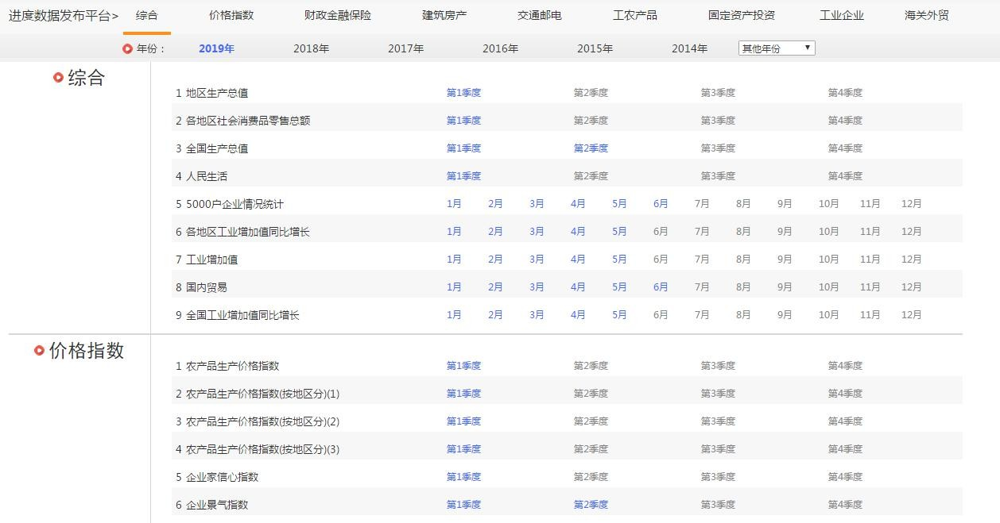 进度数据发布平台> 综合 价格指数 财政金融保险 建筑房产 交通邮电 工农产品 固定资产投资 工业企业 海关外贸
年份： 2019年 2018年 2017年 2016年 2015年 2014年 其他年份
综合
1 地区生产总值 第1季度 第2季度 第3季度 第4季度
2 各地区社会消费品零售总额 第1季度 第2季度 第3季度 第4季度
3 全国生产总值 第1季度 第2季度 第3季度 第4季度
4 人民生活 第1季度 第2季度 第3季度 第4季度
5 5000户企业情况统计 1月 2月 3月 4月 5月 6月 7月 8月 9月 10月 11月 12月
6 各地区工业增加值同比增长 1月 2月 3月 4月 5月 6月 7月 8月 9月 10月 11月 12月
7 工业增加值 1月 2月 3月 4月 5月 6月 7月 8月 9月 10月 11月 12月
8 国内贸易 1月 2月 3月 4月 5月 6月 7月 8月 9月 10月 11月 12月
9 全国工业增加值同比增长 1月 2月 3月 4月 5月 6月 7月 8月 9月 10月 11月 12月
价格指数
1 农产品生产价格指数 第1季度 第2季度 第3季度 第4季度
2 农产品生产价格指数(按地区分)(1) 第1季度 第2季度 第3季度 第4季度
3 农产品生产价格指数(按地区分)(2) 第1季度 第2季度 第3季度 第4季度
4 农产品生产价格指数(按地区分)(3) 第1季度 第2季度 第3季度 第4季度
5 企业家信心指数 第1季度 第2季度 第3季度 第4季度
6 企业景气指数 第1季度 第2季度 第3季度 第4季度